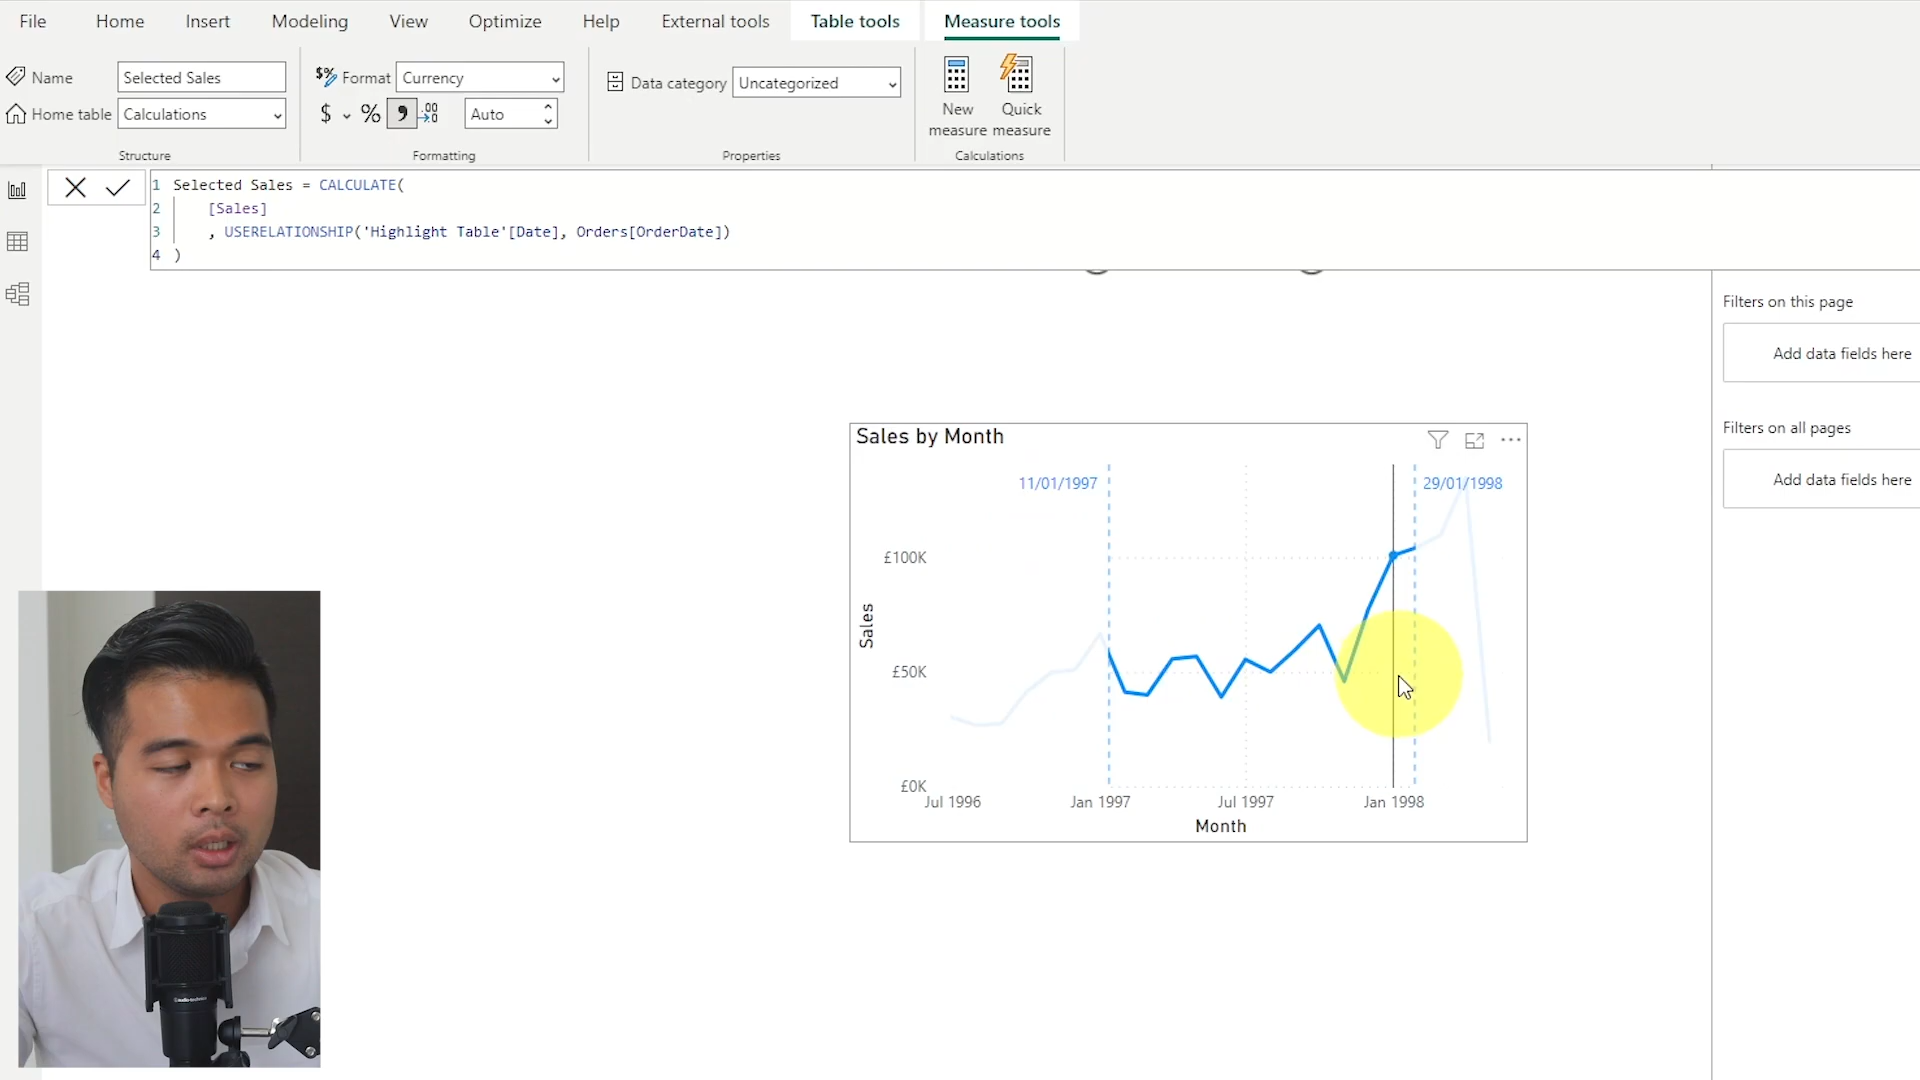 File Home Insert Modeling View Optimize Help External tools Table tools Measure tools
Name Selected Sales
Home table Calculations
Structure
$% Format Currency
$ % , .00 →0 Auto
Formatting
Data category Uncategorized
Properties
New measure
Quick measure
Calculations
1 Selected Sales = CALCULATE(
2 [Sales]
3 , USERELATIONSHIP('Highlight Table'[Date], Orders[OrderDate])
4 )
Filters on this page
Add data fields here
Filters on all pages
Add data fields here
Sales by Month
11/01/1997
29/01/1998
£100K
£50K
£0K
Sales
Jul 1996 Jan 1997 Jul 1997 Jan 1998
Month
audio-technica